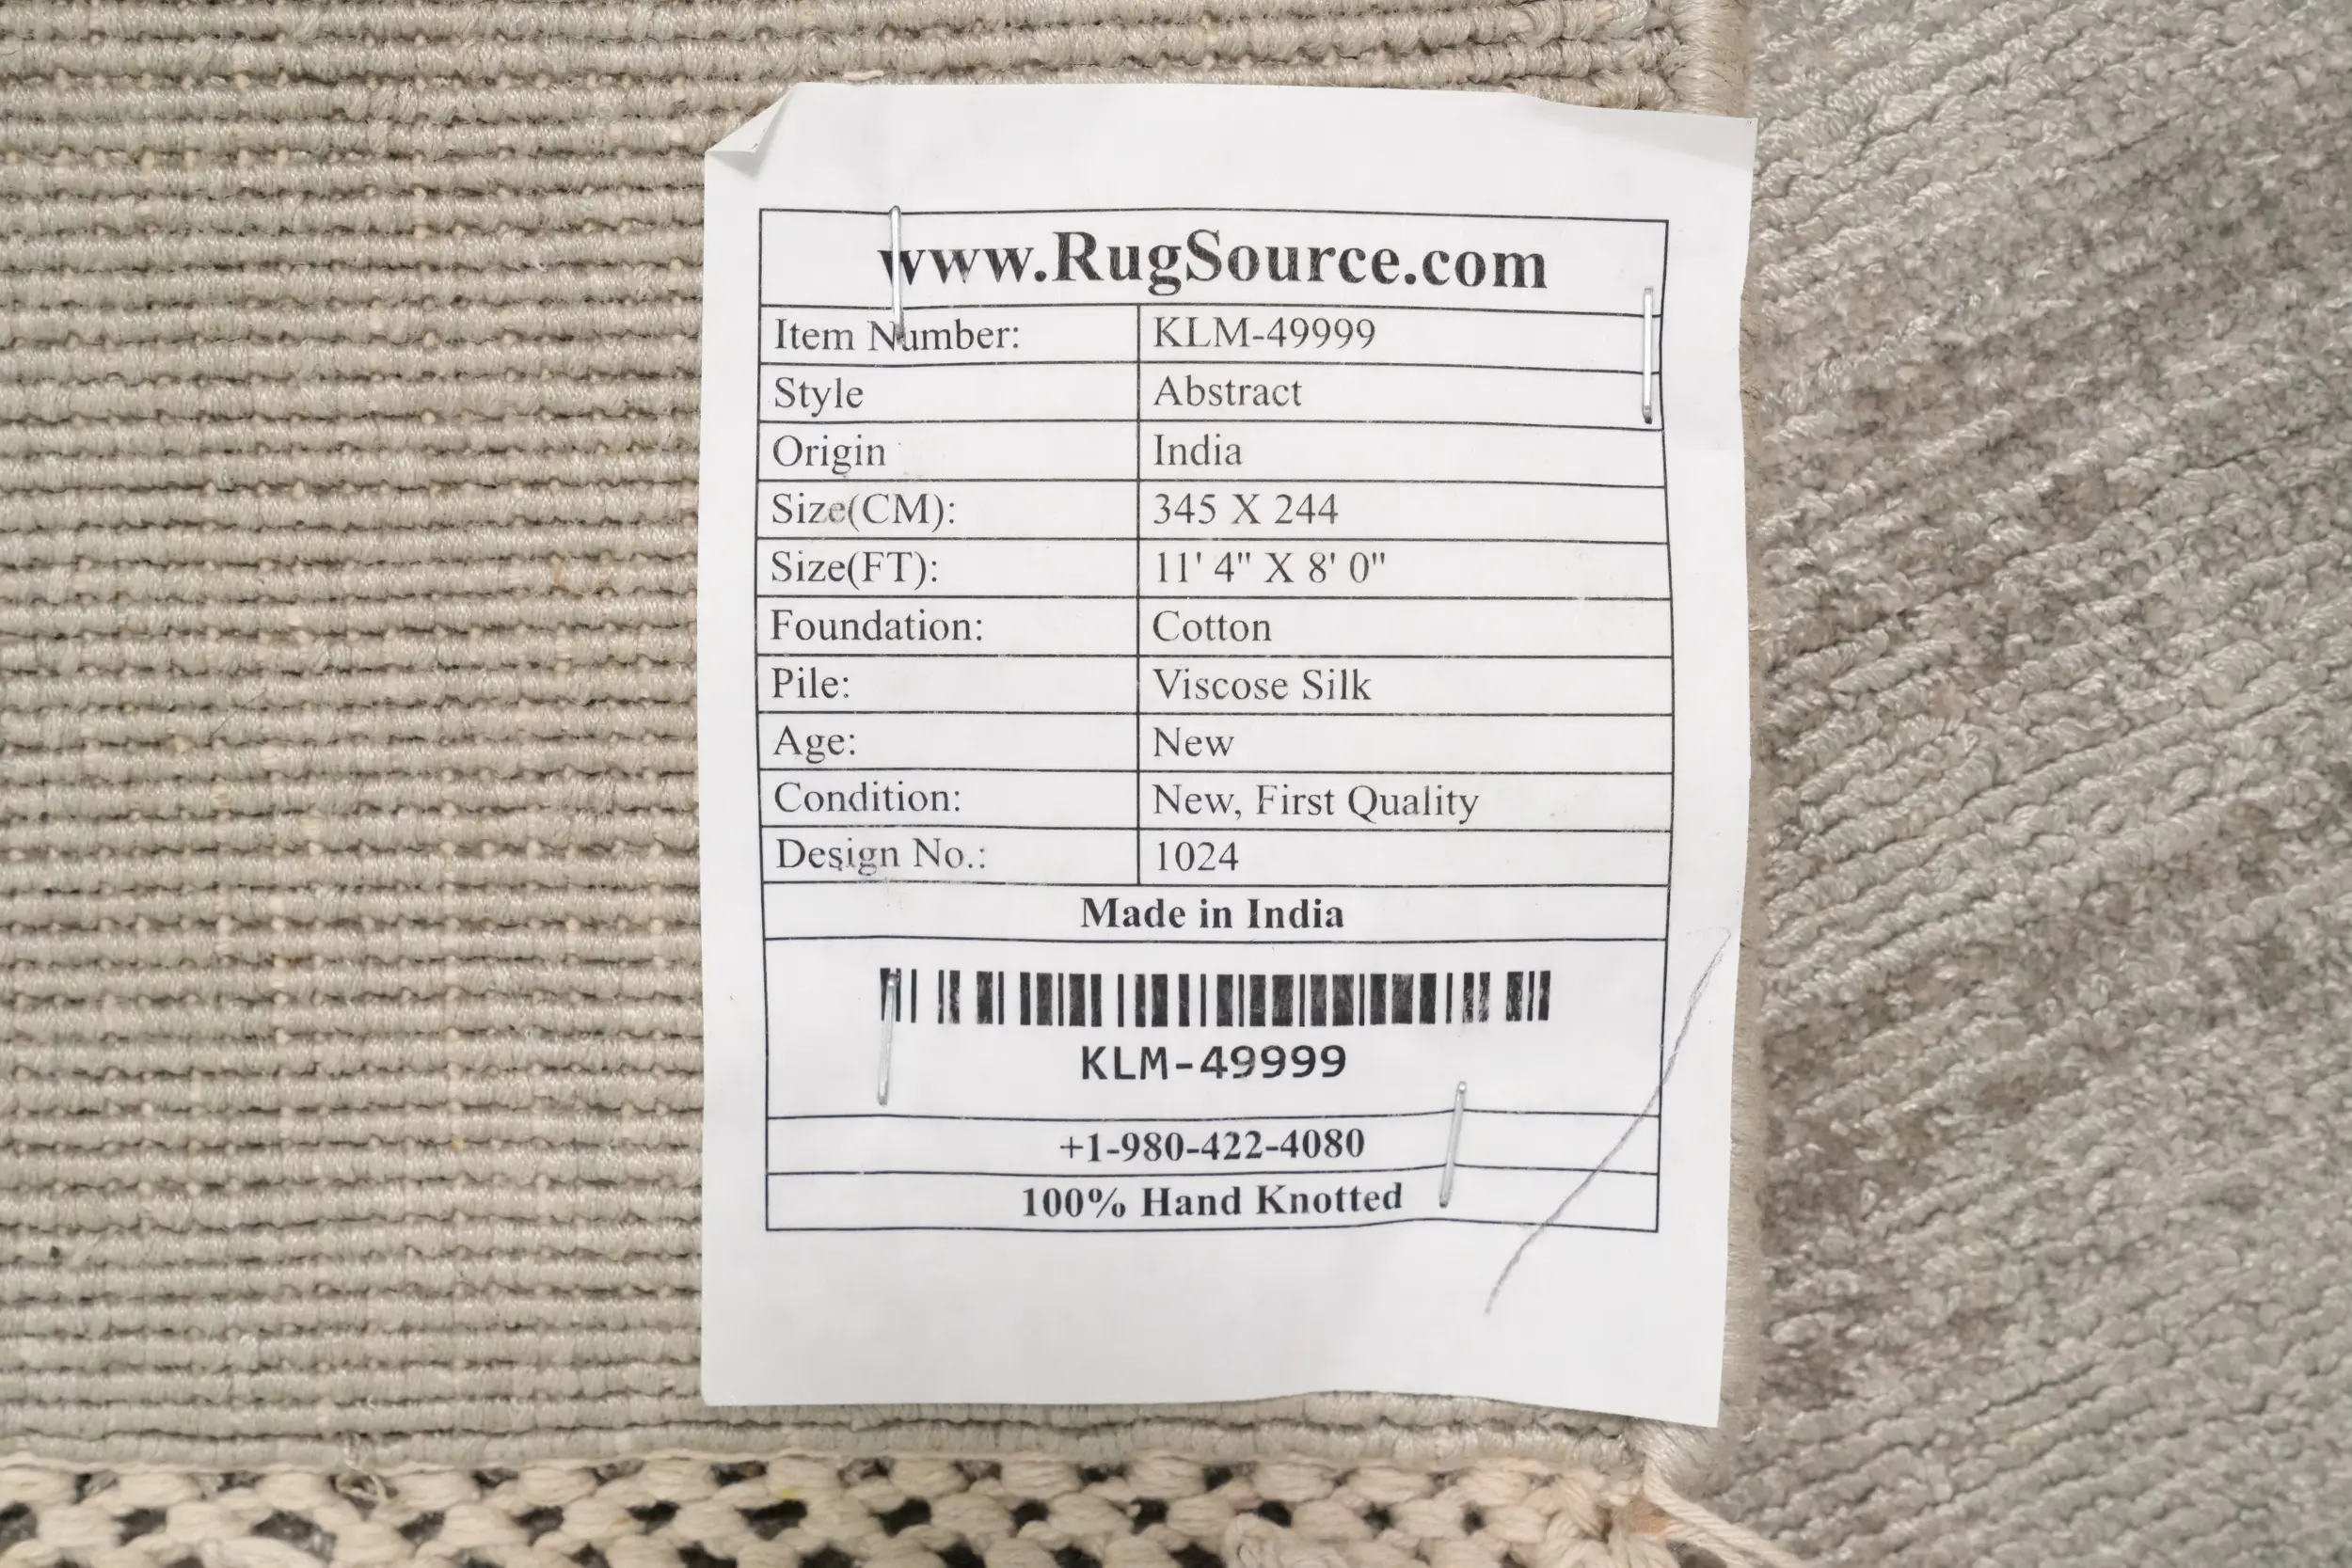 www.RugSource.com
Item Number: KLM-49999
Style Abstract
Origin India
Size(CM): 345 X 244
Size(FT): 11' 4" X 8' 0"
Foundation: Cotton
Pile: Viscose Silk
Age: New
Condition: New, First Quality
Design No.: 1024
Made in India
KLM-49999
+1-980-422-4080
100% Hand Knotted